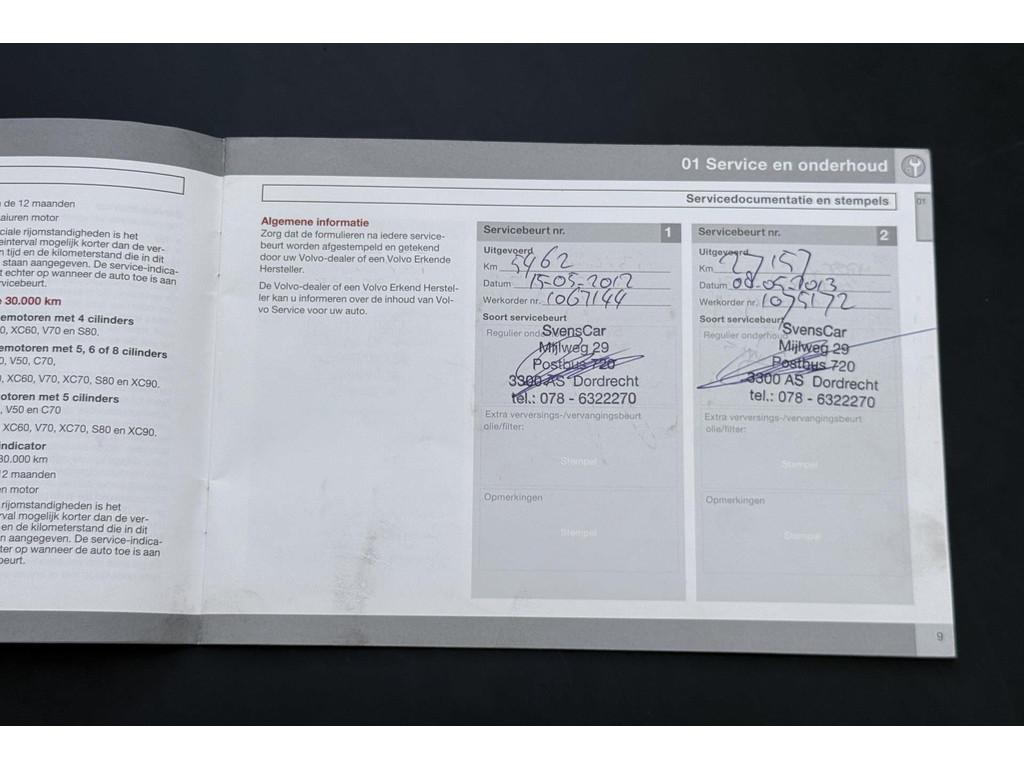 n de 12 maanden
aiuren motor
ciale rijomstandigheden is het
einterval mogelijk korter dan de ver-
n tijd en de kilometerstand die in dit
staan aangegeven. De service-indica-
t echter op wanneer de auto toe is aan
rvicebeurt.
e 30.000 km
emotoren met 4 cilinders
0, XC60, V70 en S80.
emotoren met 5, 6 of 8 cilinders
0, V50, C70,
, XC60, V70, XC70, S80 en XC90.
otoren met 5 cilinders
, V50 en C70
XC60, V70, XC70, S80 en XC90.
indicator
30.000 km
12 maanden
en motor
rijomstandigheden is het
rval mogelijk korter dan de ver-
en de kilometerstand die in dit
n aangegeven. De service-indica-
ter op wanneer de auto toe is aan
beurt.
01 Service en onderhoud
Servicedocumentatie en stempels
01
Algemene informatie
Zorg dat de formulieren na iedere service-
beurt worden afgestempeld en getekend
door uw Volvo-dealer of een Volvo Erkende
Hersteller.
De Volvo-dealer of een Volvo Erkend Herstel-
ler kan u informeren over de inhoud van Vol-
vo Service voor uw auto.
Servicebeurt nr. 1
Uitgevoerd
Km 5462
Datum 15-05-2012
Werkorder nr. 1067144
Soort servicebeurt
Regulier onde
SvensCar
Mijlweg 29
Postbus 720
3300 AS Dordrecht
tel.: 078 - 6322270
Extra verversings-/vervangingsbeurt
olie/filter:
Stempel
Opmerkingen
Stempel
Servicebeurt nr. 2
Uitgevoerd
Km 27157
Datum 08-05-2013
Werkorder nr. 1075172
Soort servicebeurt
Regulier onderhou
SvensCar
Mijlweg 29
Postbus 720
3300 AS Dordrecht
tel.: 078 - 6322270
Extra verversings-/vervangingsbeurt
olie/filter:
Stempel
Opmerkingen
Stempel
9